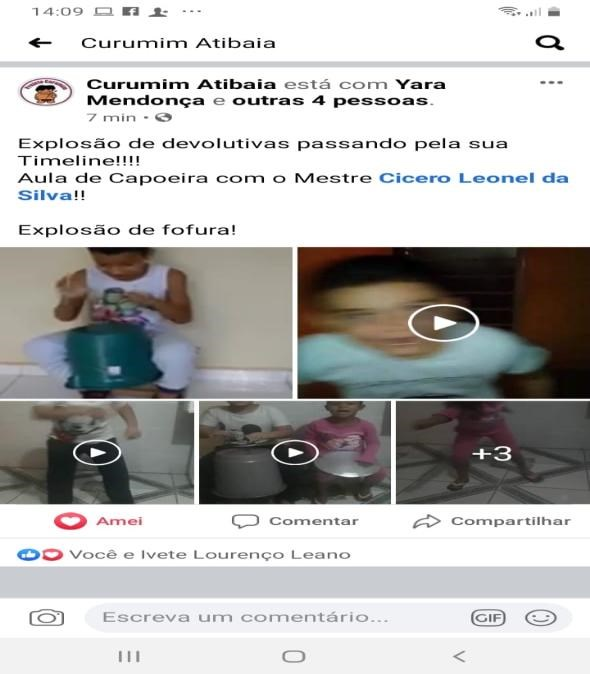 14:09
Curumim Atibaia
Projeto Curumim
Curumim Atibaia está com Yara
Mendonça e outras 4 pessoas.
7 min
Explosão de devolutivas passando pela sua
Timeline!!!!
Aula de Capoeira com o Mestre Cicero Leonel da
Silva!!
Explosão de fofura!
+3
Amei
Comentar
Compartilhar
Você e Ivete Lourenço Leano
Escreva um comentário...
GIF